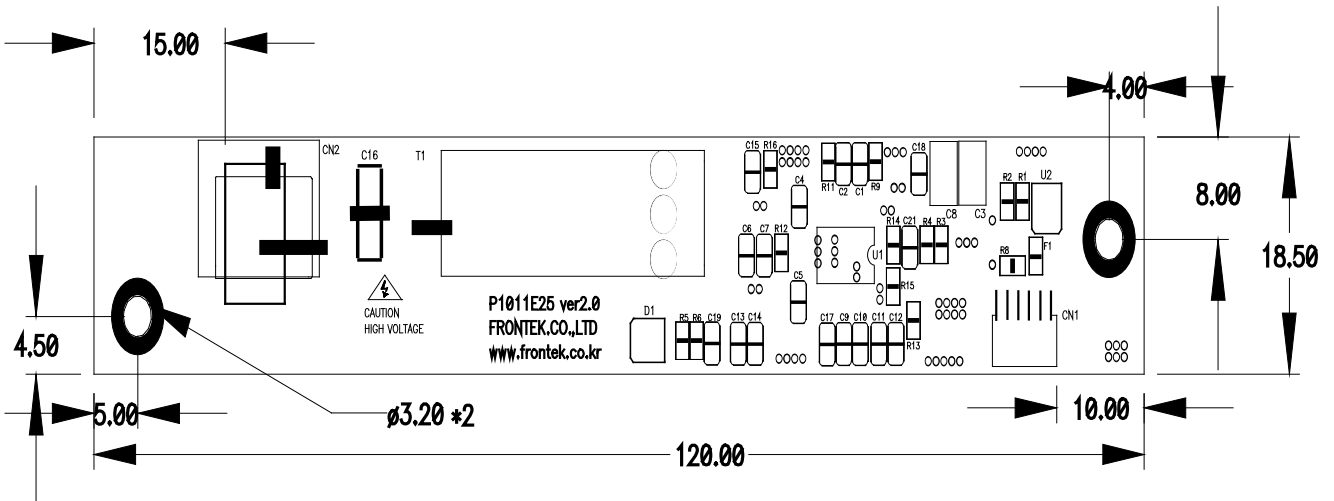 15.00
4.00
CN2
C16
T1
C15
R16
C4
R11
C2
C1
R9
C18
C8
C3
R2
R1
U2
8.00
18.50
C6
C7
R12
R14
C21
R4
R3
U1
R8
F1
C5
R15
CAUTION
HIGH VOLTAGE
P1011E25 ver2.0
FRONTEK.CO.,LTD
www.frontek.co.kr
D1
R5
R6
C19
C13
C14
C17
C9
C10
C11
C12
R13
CN1
4.50
5.00
ø3.20 *2
10.00
120.00